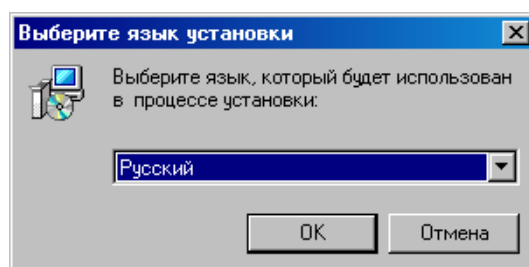 Выберите язык установки
Выберите язык, который будет использован
в процессе установки:
Русский
OK
Отмена